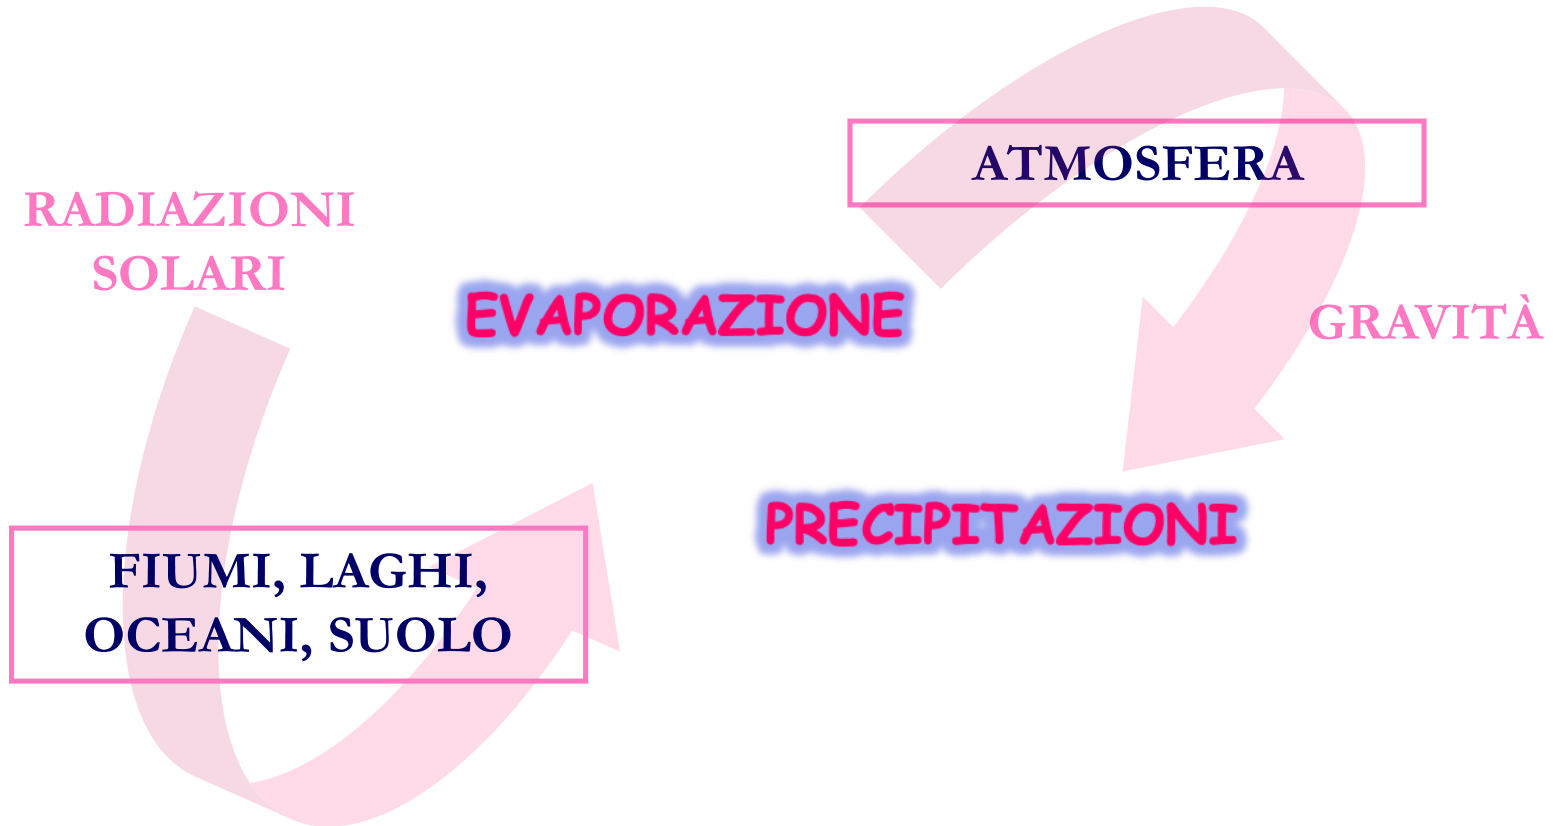 ATMOSFERA
RADIAZIONI
SOLARI
EVAPORAZIONE
GRAVITÀ
PRECIPITAZIONI
FIUMI, LAGHI,
OCEANI, SUOLO